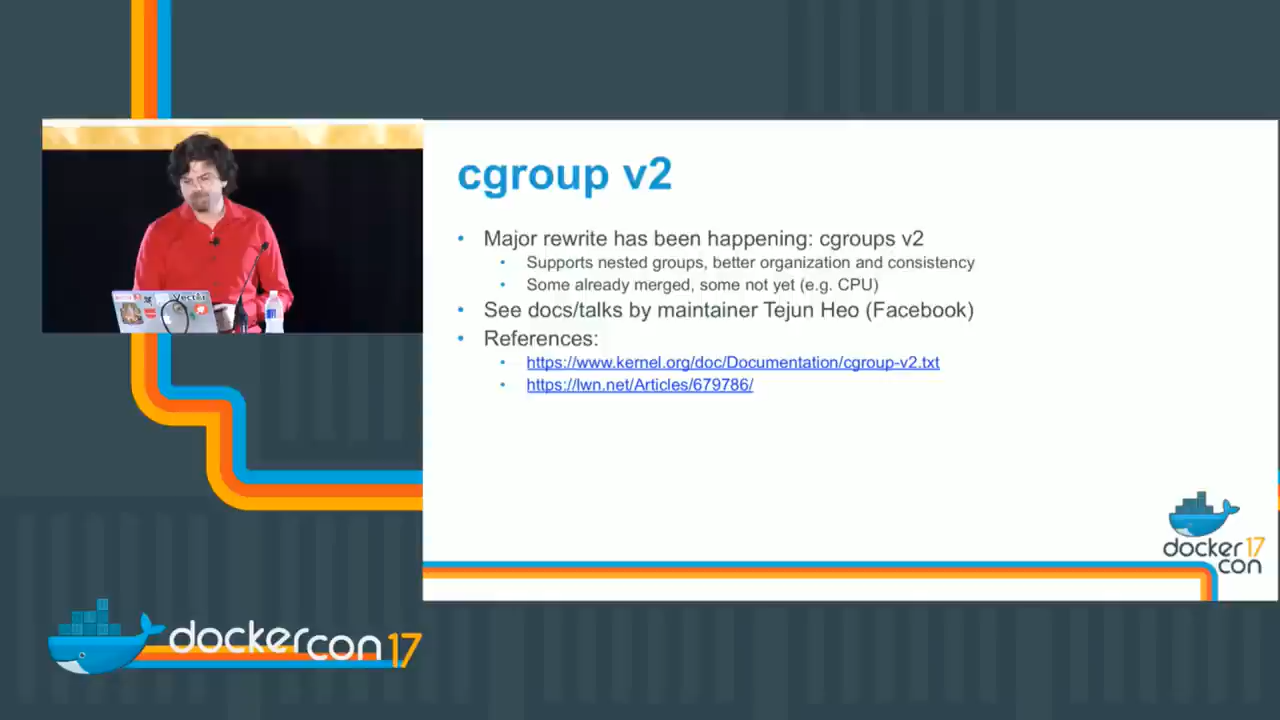 cgroup v2
• Major rewrite has been happening: cgroups v2
• Supports nested groups, better organization and consistency
• Some already merged, some not yet (e.g. CPU)
• See docs/talks by maintainer Tejun Heo (Facebook)
• References:
• https://www.kernel.org/doc/Documentation/cgroup-v2.txt
• https://lwn.net/Articles/679786/
Vector
docker 17
con
dockercon 17